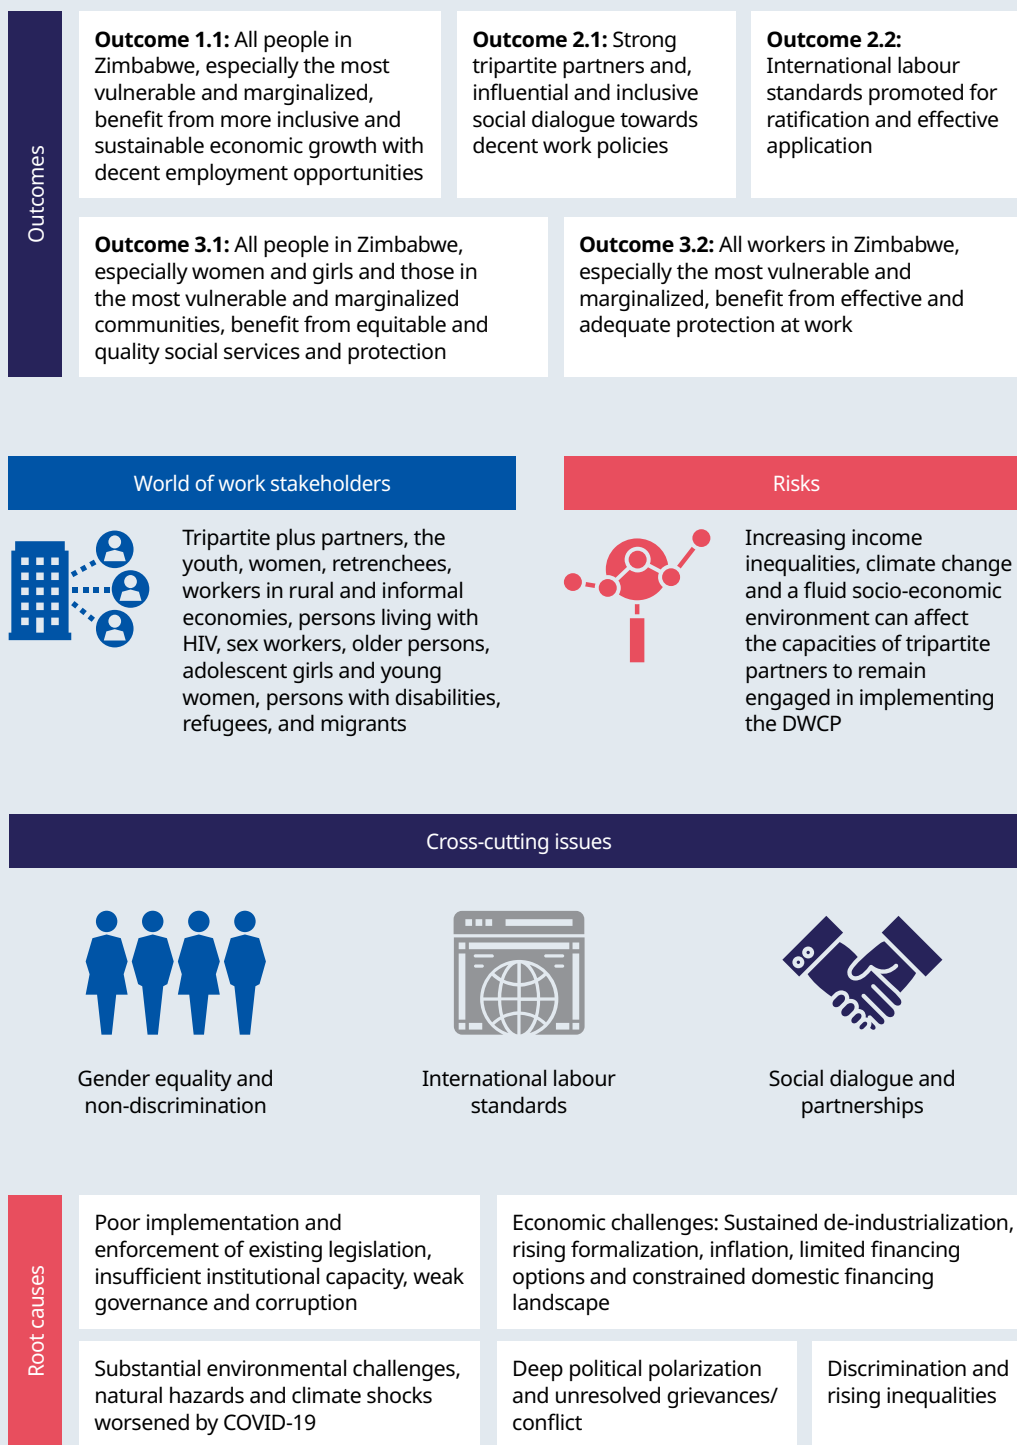 Outcomes
Outcome 1.1: All people in
Zimbabwe, especially the most
vulnerable and marginalized,
benefit from more inclusive and
sustainable economic growth with
decent employment opportunities
Outcome 2.1: Strong
tripartite partners and,
influential and inclusive
social dialogue towards
decent work policies
Outcome 2.2:
International labour
standards promoted for
ratification and effective
application
Outcome 3.1: All people in Zimbabwe,
especially women and girls and those in
the most vulnerable and marginalized
communities, benefit from equitable and
quality social services and protection
Outcome 3.2: All workers in Zimbabwe,
especially the most vulnerable and
marginalized, benefit from effective and
adequate protection at work
World of work stakeholders
Tripartite plus partners, the
youth, women, retrenchees,
workers in rural and informal
economies, persons living with
HIV, sex workers, older persons,
adolescent girls and young
women, persons with disabilities,
refugees, and migrants
Risks
Increasing income
inequalities, climate change
and a fluid socio-economic
environment can affect
the capacities of tripartite
partners to remain
engaged in implementing
the DWCP
Cross-cutting issues
Gender equality and
non-discrimination
International labour
standards
Social dialogue and
partnerships
Root causes
Poor implementation and
enforcement of existing legislation,
insufficient institutional capacity, weak
governance and corruption
Economic challenges: Sustained de-industrialization,
rising formalization, inflation, limited financing
options and constrained domestic financing
landscape
Substantial environmental challenges,
natural hazards and climate shocks
worsened by COVID-19
Deep political polarization
and unresolved grievances/
conflict
Discrimination and
rising inequalities